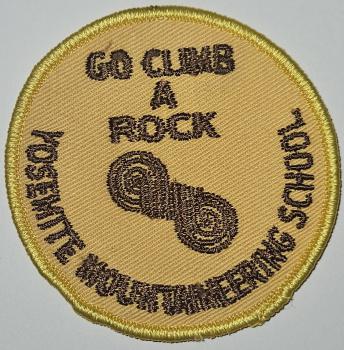 GO CLIMB
A
ROCK
YOSEMITE MOUNTAINEERING SCHOOL